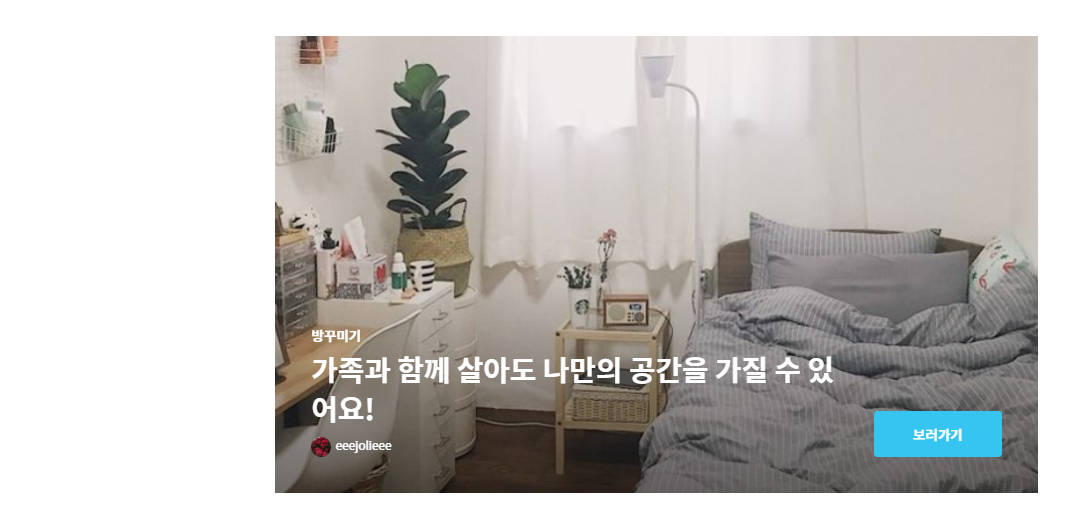 방꾸미기
가족과 함께 살아도 나만의 공간을 가질 수 있
어요!
eeejolieee
보러가기